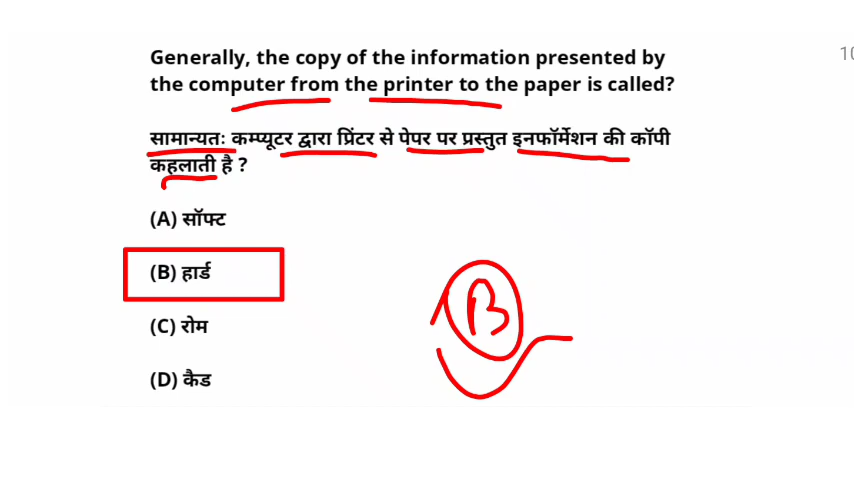 Generally, the copy of the information presented by
the computer from the printer to the paper is called?
10
सामान्यतः कम्प्यूटर द्वारा प्रिंटर से पेपर पर प्रस्तुत इनफॉर्मेशन की कॉपी
कहलाती है ?
(A) सॉफ्ट
(B) हार्ड
(C) रोम
(D) कैड
B